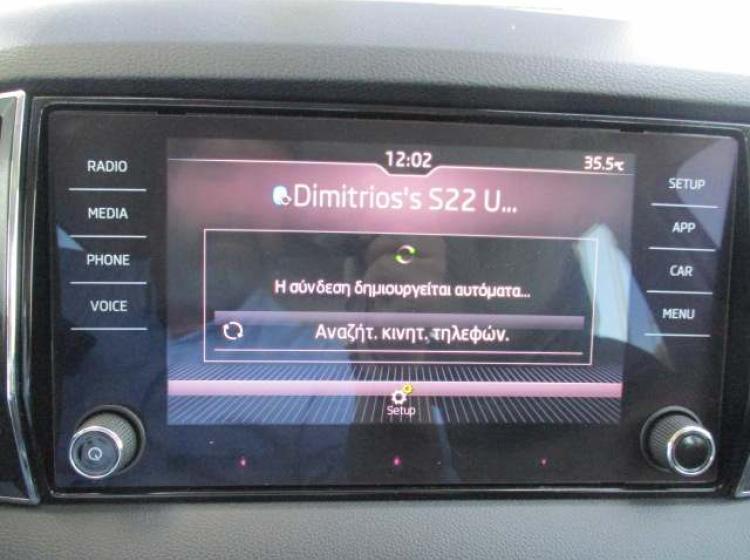 RADIO
MEDIA
PHONE
VOICE
12:02
35.5℃
Dimitrios's S22 U...
Η σύνδεση δημιουργείται αυτόματα...
Αναζήτ. κινητ. τηλεφών.
Setup
SETUP
APP
CAR
MENU